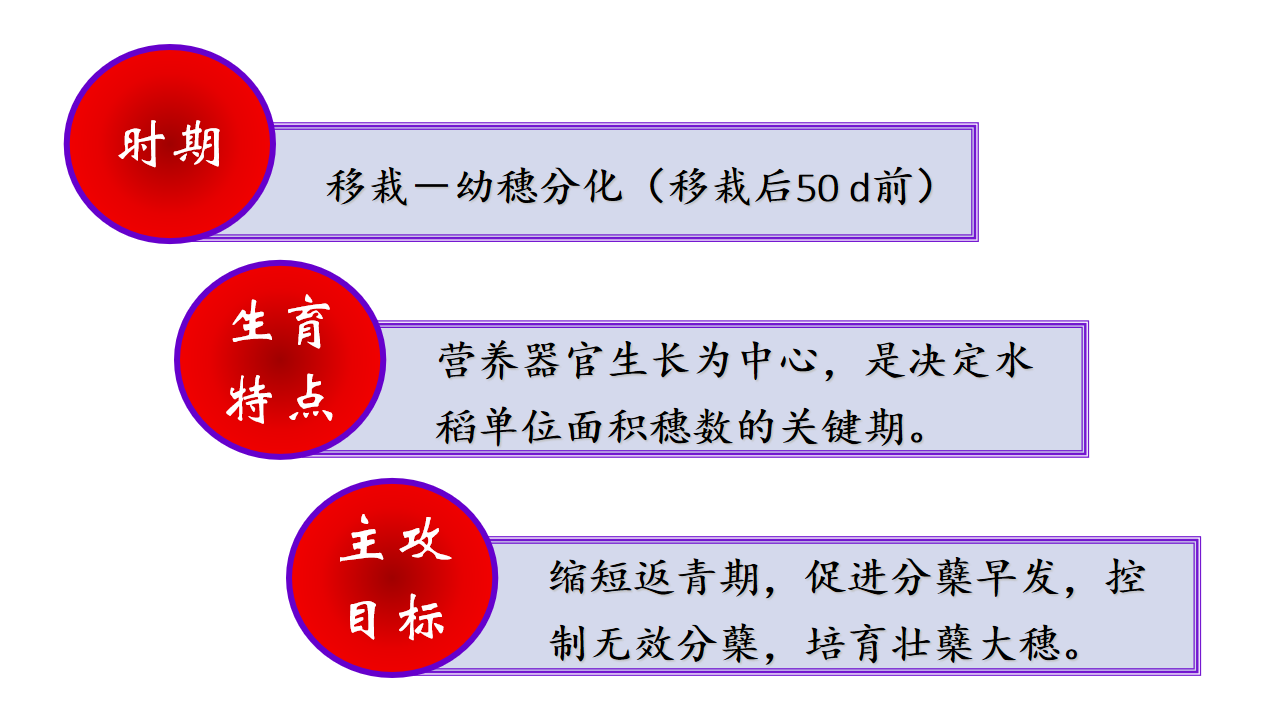 时期
移栽－幼穗分化（移栽后50 d前）
生育
特点
营养器官生长为中心，是决定水
稻单位面积穗数的关键期。
主攻
目标
缩短返青期，促进分蘖早发，控
制无效分蘖，培育壮蘖大穗。